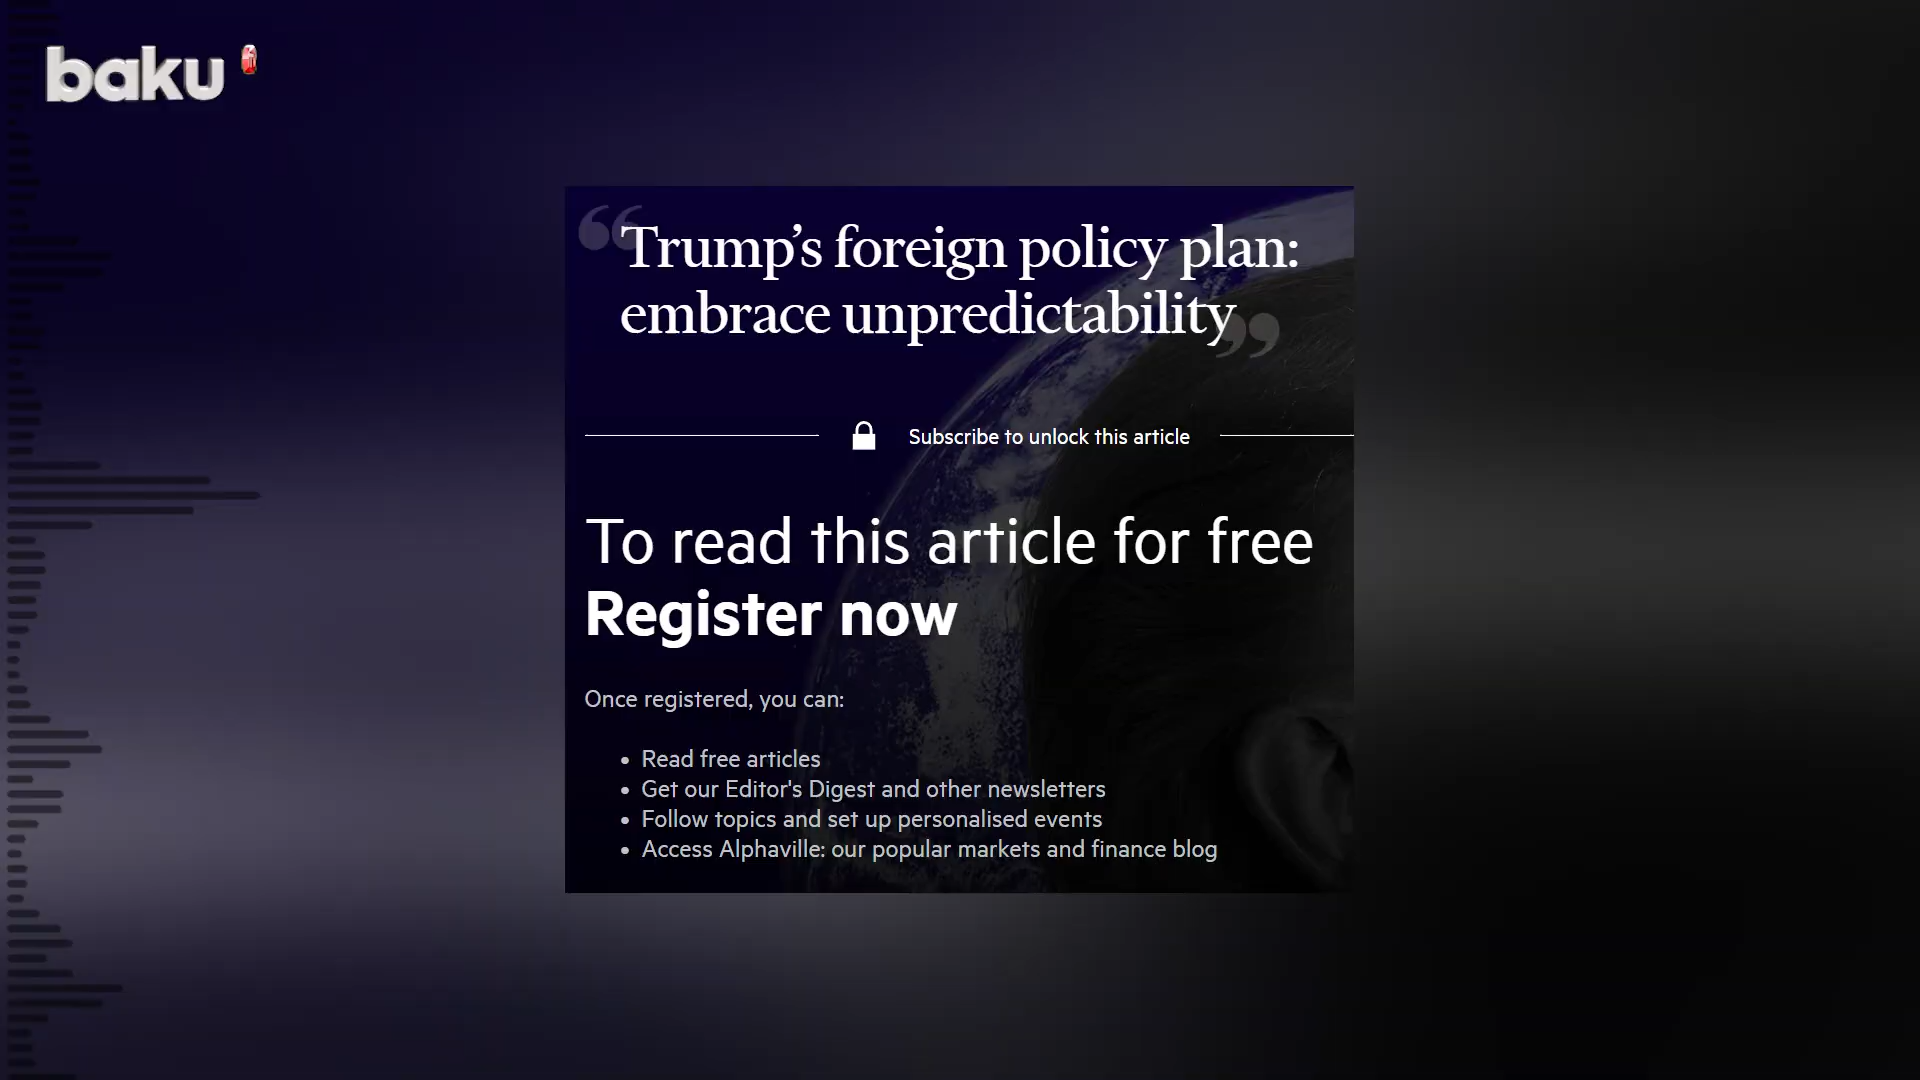 baku
“Trump’s foreign policy plan:
embrace unpredictability”
Subscribe to unlock this article
To read this article for free
Register now
Once registered, you can:
• Read free articles
• Get our Editor's Digest and other newsletters
• Follow topics and set up personalised events
• Access Alphaville: our popular markets and finance blog